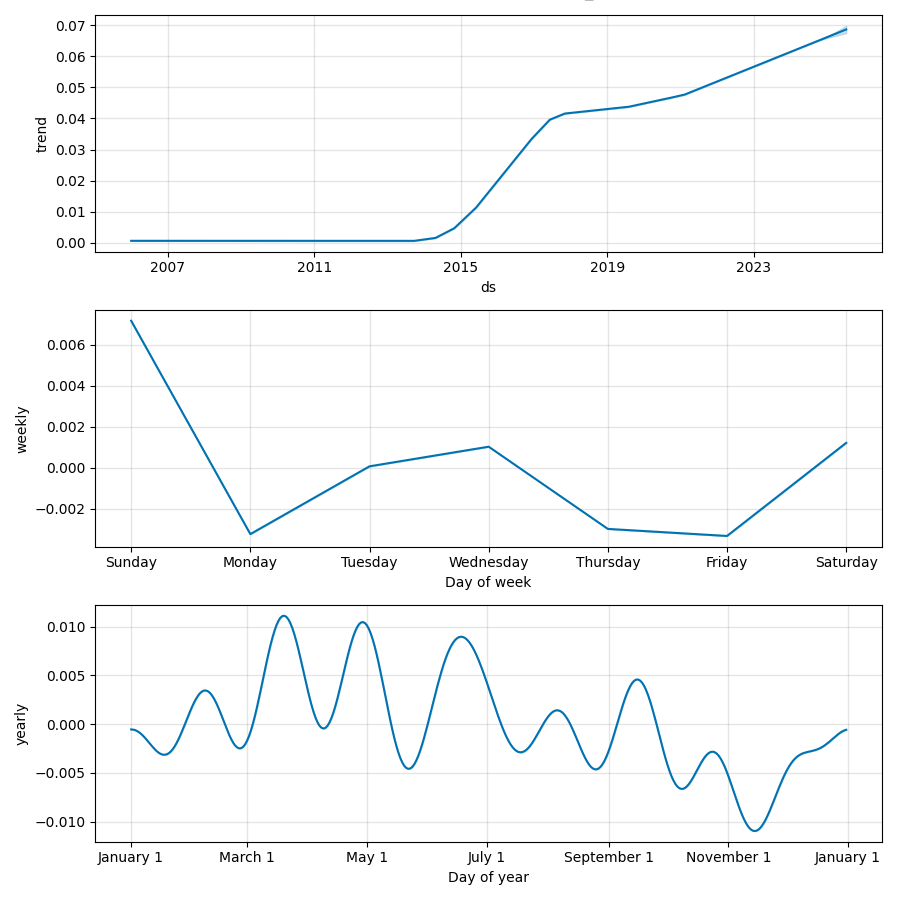 0.07
0.06
0.05
0.04
0.03
0.02
0.01
0.00
trend
2007 2011 2015 2019 2023
ds
0.006
0.004
0.002
0.000
−0.002
weekly
Sunday Monday Tuesday Wednesday Thursday Friday Saturday
Day of week
0.010
0.005
0.000
−0.005
−0.010
yearly
January 1 March 1 May 1 July 1 September 1 November 1 January 1
Day of year